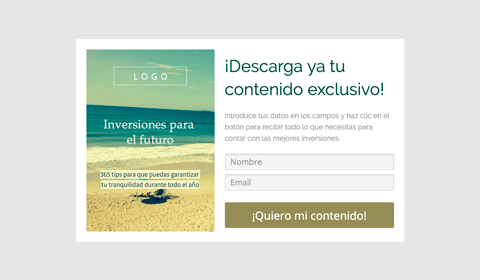 LOGO
Inversiones para
el futuro
365 tips para que puedas garantizar
tu tranquilidad durante todo el año
¡Descarga ya tu
contenido exclusivo!
Introduce tus datos en los campos y haz clic en el
botón para recibir todo lo que necesitas para
contar con las mejores inversiones.
Nombre
Email
¡Quiero mi contenido!